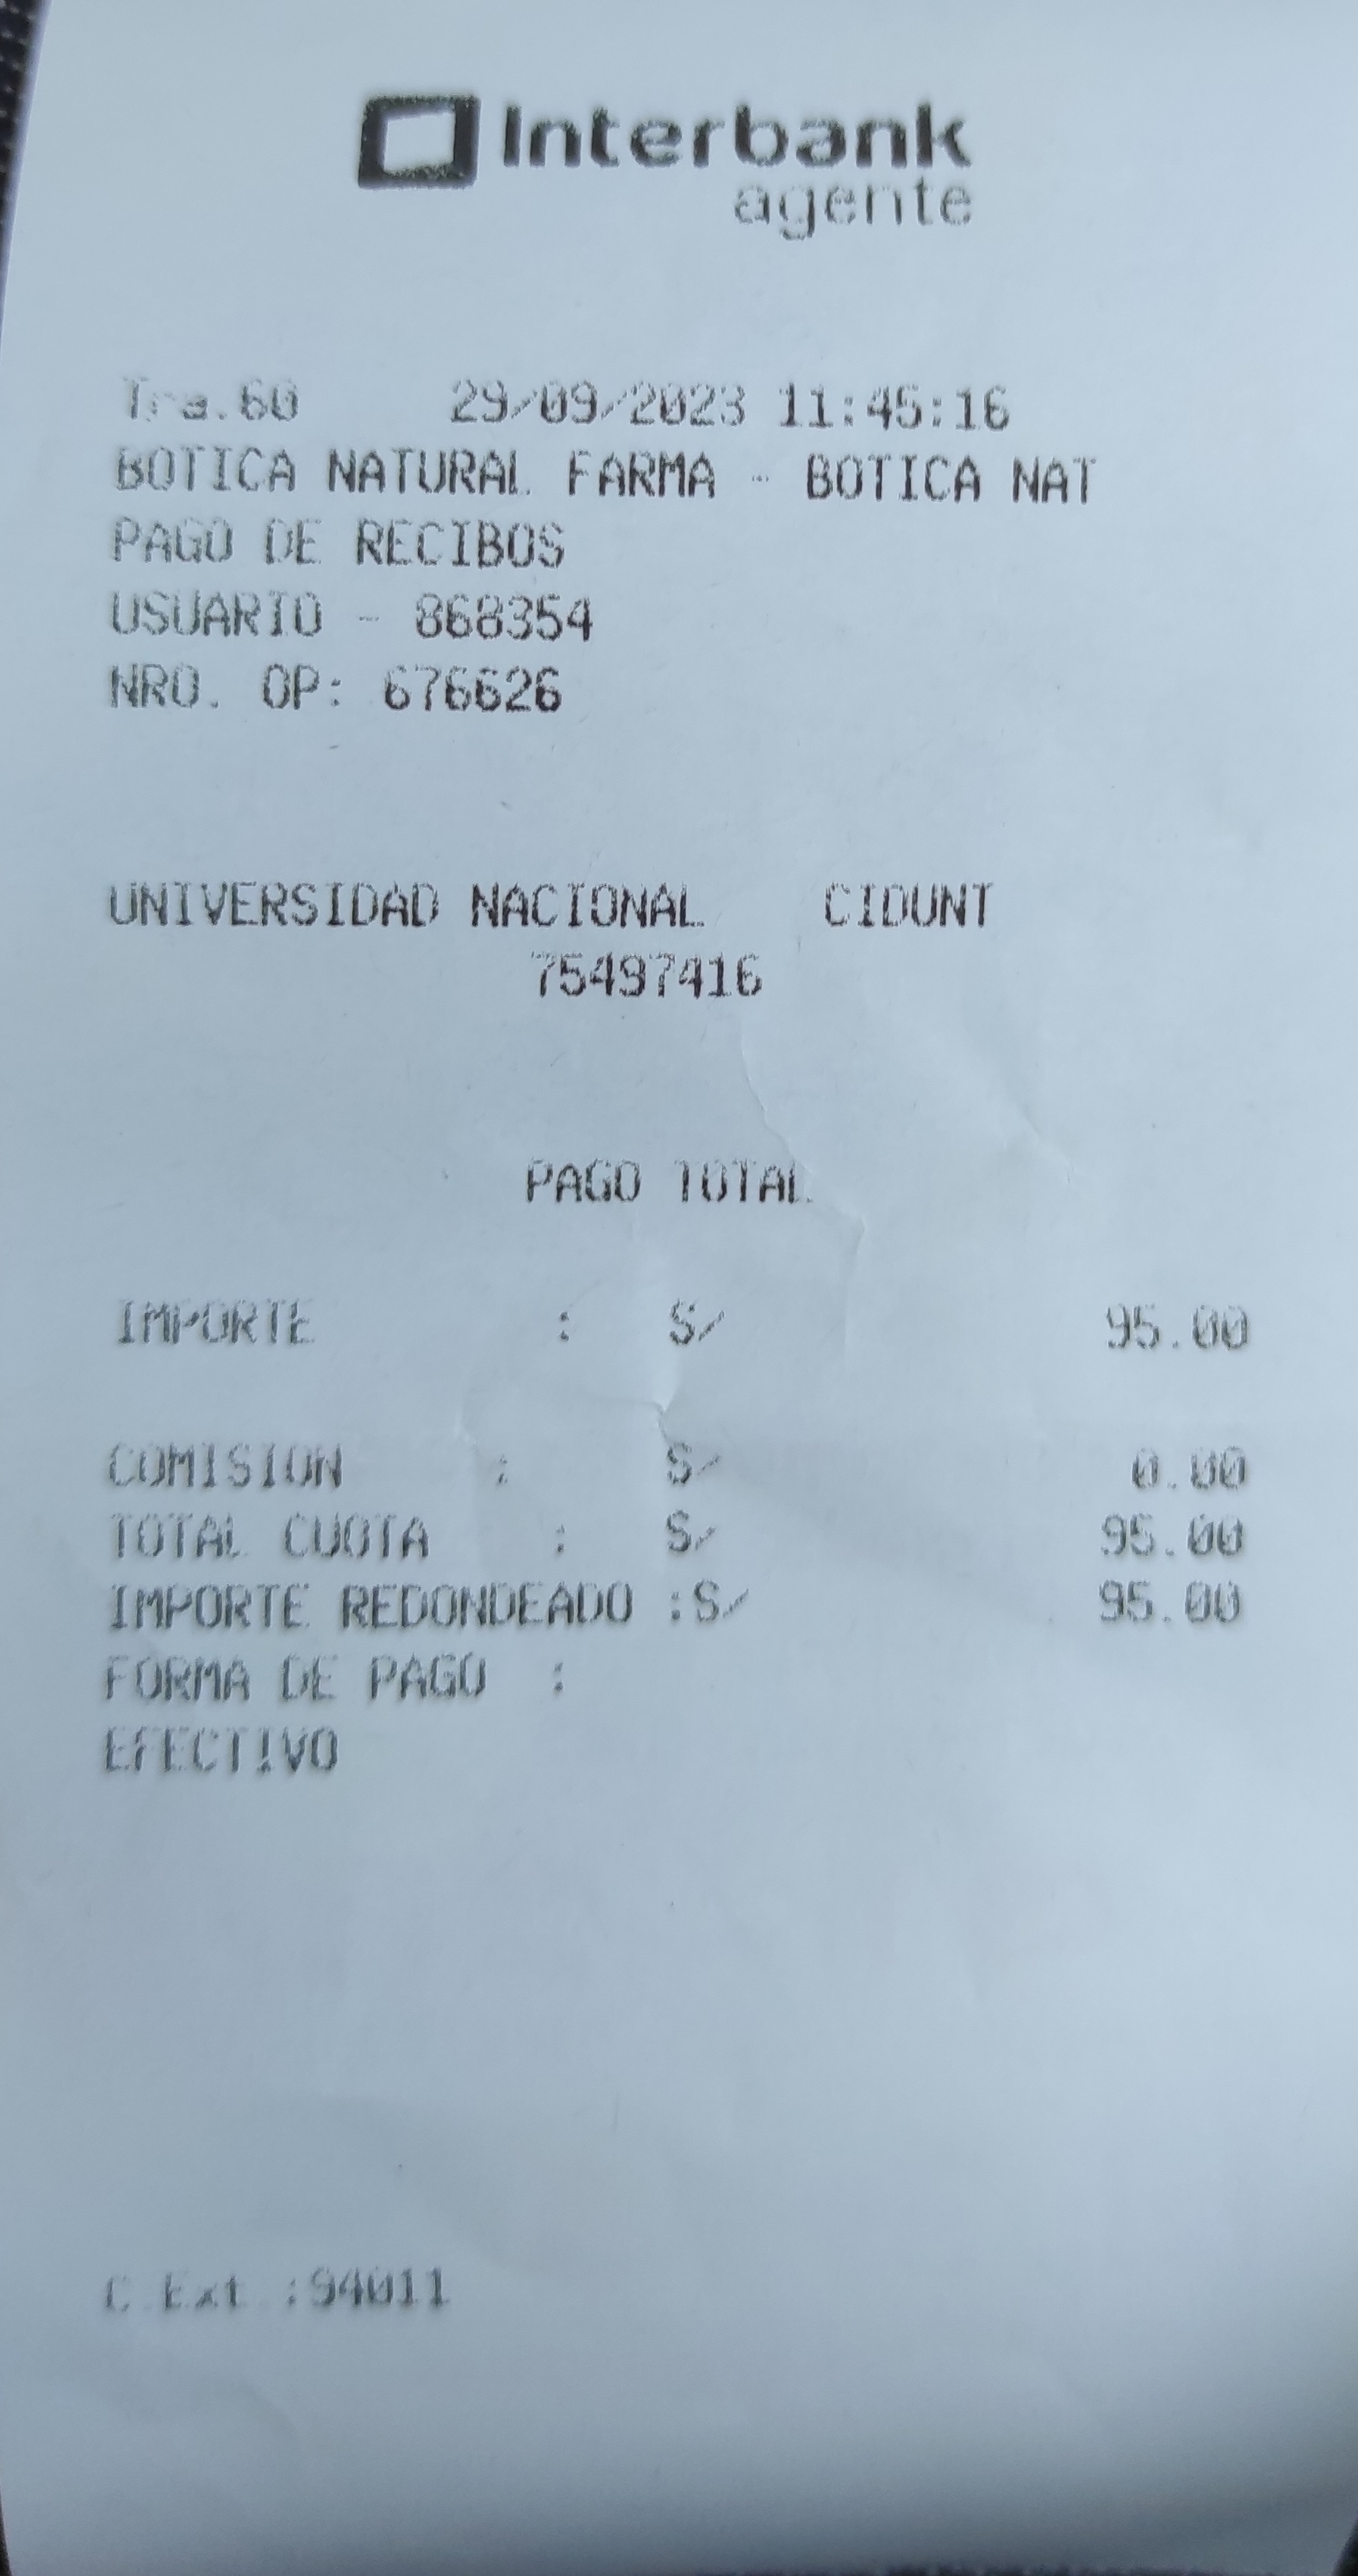 Interbank
agente
Tra.60 29/09/2023 11:45:16
BOTICA NATURAL FARMA - BOTICA NAT
PAGO DE RECIBOS
USUARIO - 868354
NRO. OP: 676626
UNIVERSIDAD NACIONAL CIDUNT
75497416
PAGO TOTAL
IMPORTE : S/ 95.00
COMISION : S/ 0.00
TOTAL CUOTA : S/ 95.00
IMPORTE REDONDEADO :S/ 95.00
FORMA DE PAGO :
EFECTIVO
C.Ext.:94011